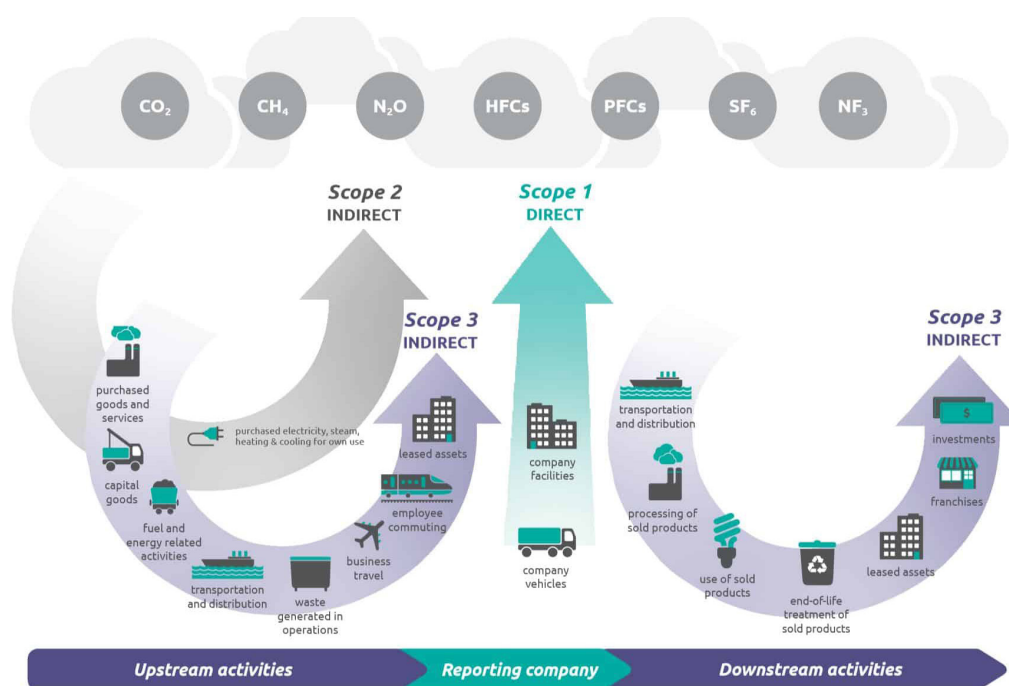 CO₂
CH₄
N₂O
HFCs
PFCs
SF₆
NF₃
Scope 2
INDIRECT
Scope 1
DIRECT
Scope 3
INDIRECT
Scope 3
INDIRECT
purchased
goods and
services
capital
goods
fuel and
energy related
activities
purchased electricity, steam,
heating & cooling for own use
transportation
and distribution
waste
generated in
operations
business
travel
employee
commuting
leased assets
company
facilities
company
vehicles
transportation
and distribution
processing of
sold products
use of sold
products
end-of-life
treatment of
sold products
leased assets
franchises
$
investments
Upstream activities
Reporting company
Downstream activities